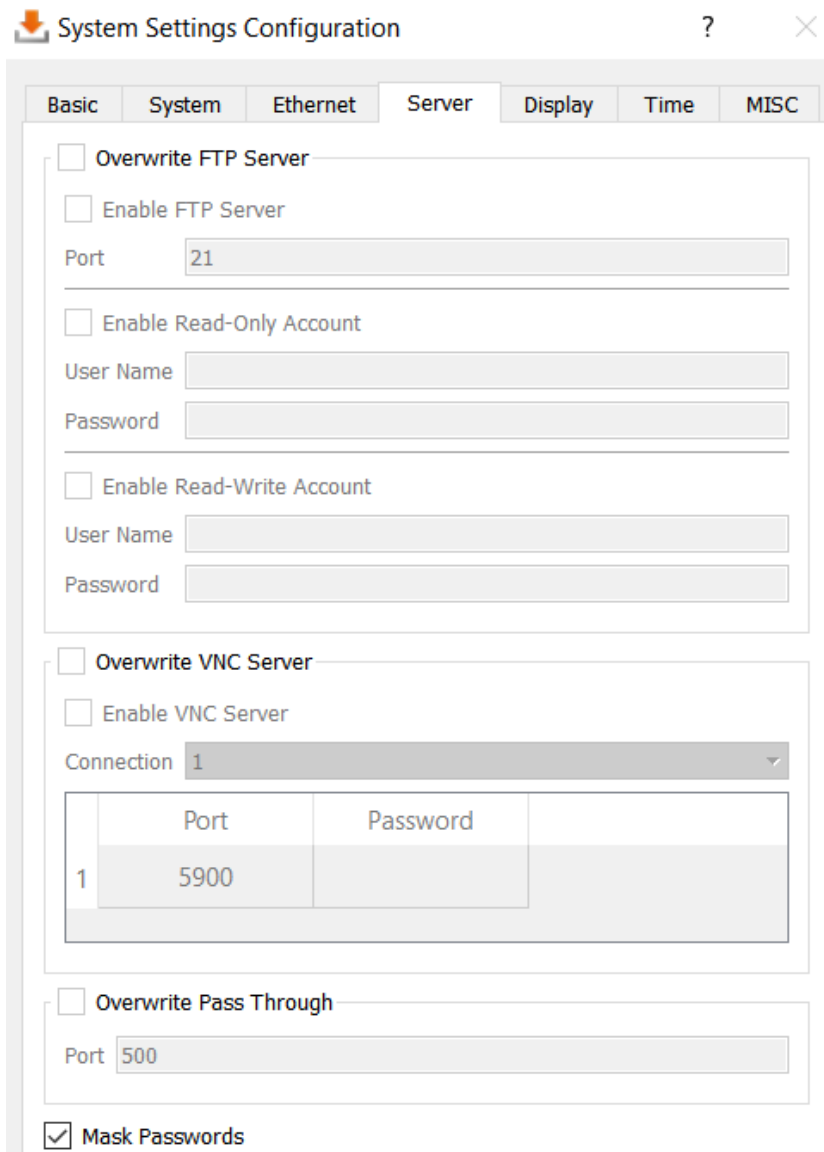 System Settings Configuration ?
Basic System Ethernet Server Display Time MISC
Overwrite FTP Server
Enable FTP Server
Port 21
Enable Read-Only Account
User Name
Password
Enable Read-Write Account
User Name
Password
Overwrite VNC Server
Enable VNC Server
Connection 1
Port Password
1 5900
Overwrite Pass Through
Port 500
Mask Passwords